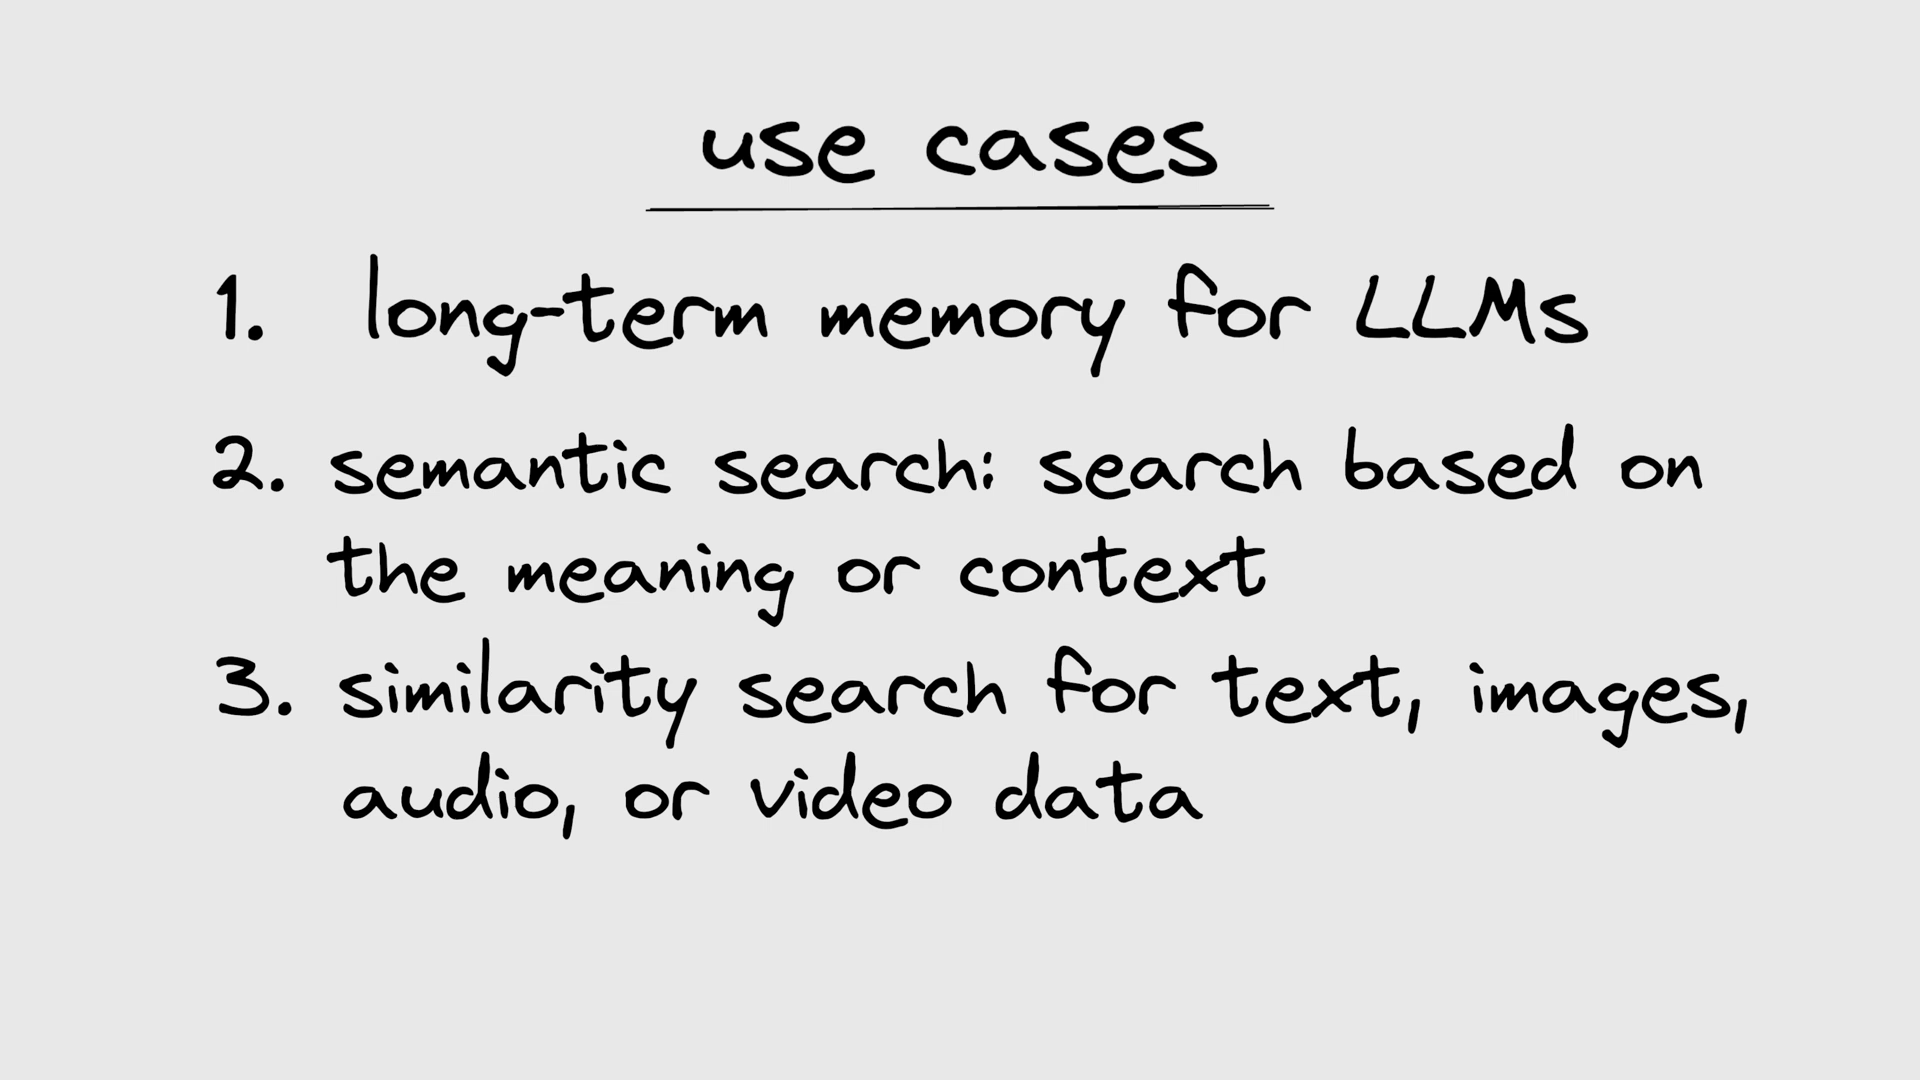 use cases
1. long-term memory for LLMs
2. semantic search: search based on
the meaning or context
3. similarity search for text, images,
audio, or video data